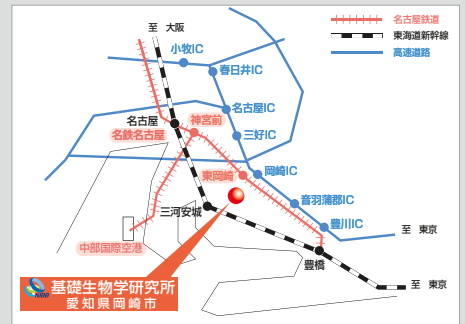 至 大阪
名古屋鉄道
東海道新幹線
高速道路
小牧IC
春日井IC
名古屋IC
名古屋
神宮前
名鉄名古屋
三好IC
東岡崎
岡崎IC
音羽蒲郡IC
三河安城
豊川IC
至 東京
中部国際空港
豊橋
至 東京
NIBB
基礎生物学研究所
愛知県岡崎市